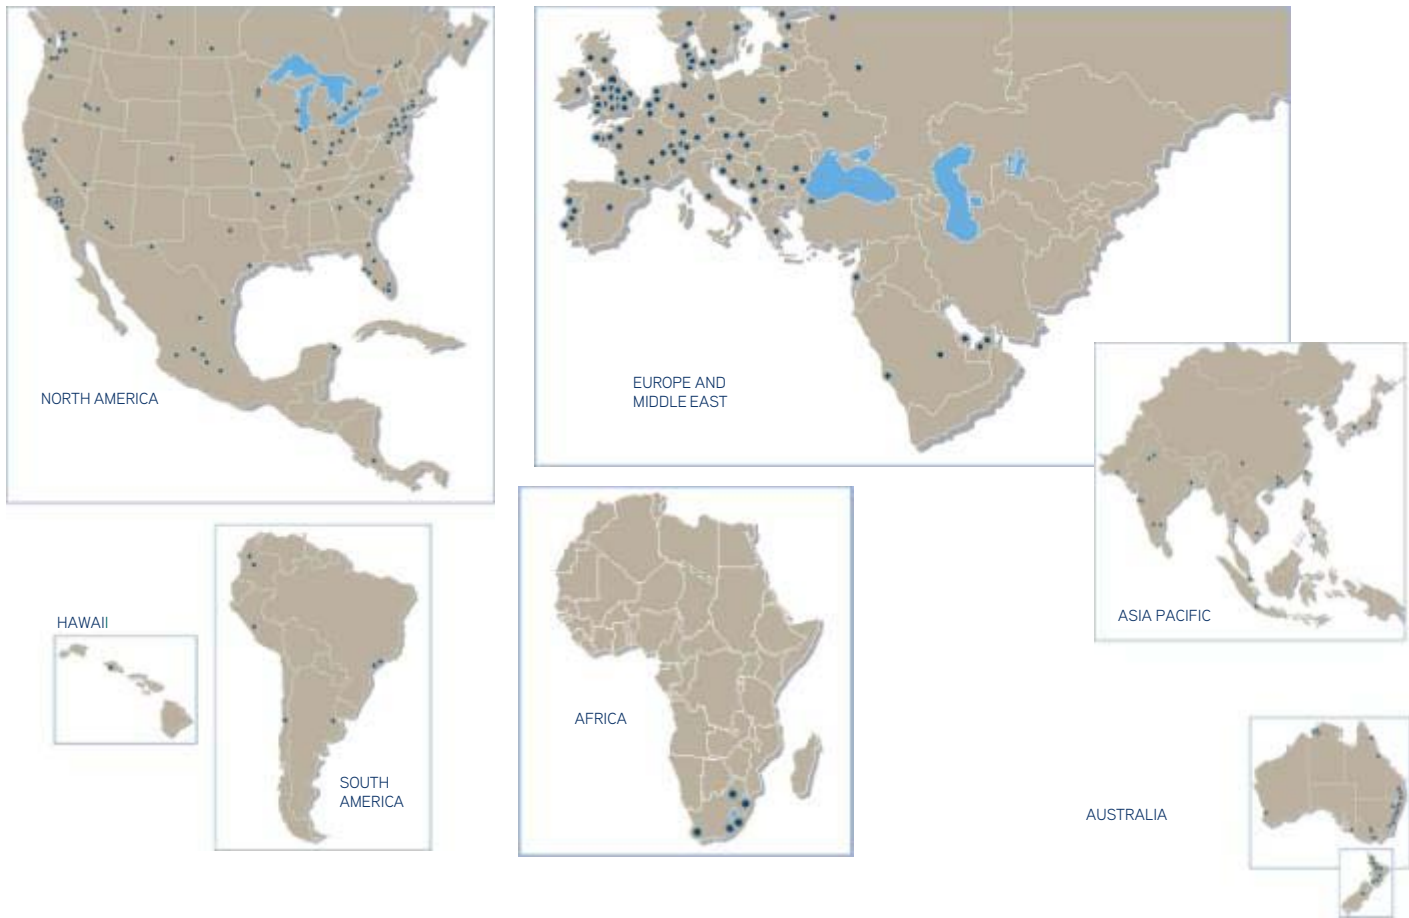 NORTH AMERICA
EUROPE AND
MIDDLE EAST
ASIA PACIFIC
HAWAII
AFRICA
SOUTH
AMERICA
AUSTRALIA